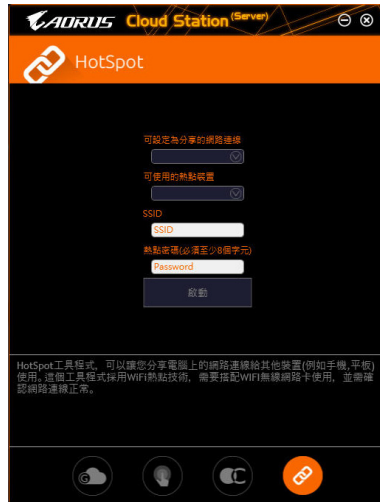 AORUS Cloud Station (Server)
HotSpot
可設定為分享的網路連線
可使用的熱點裝置
SSID
SSID
熱點密碼(必須至少8個字元)
Password
啟動
HotSpot工具程式，可以讓您分享電腦上的網路連線給其他裝置(例如手機,平板)
使用。這個工具程式採用WiFi熱點技術，需要搭配WIFI無線網路卡使用，並需確
認網路連線正常。
G